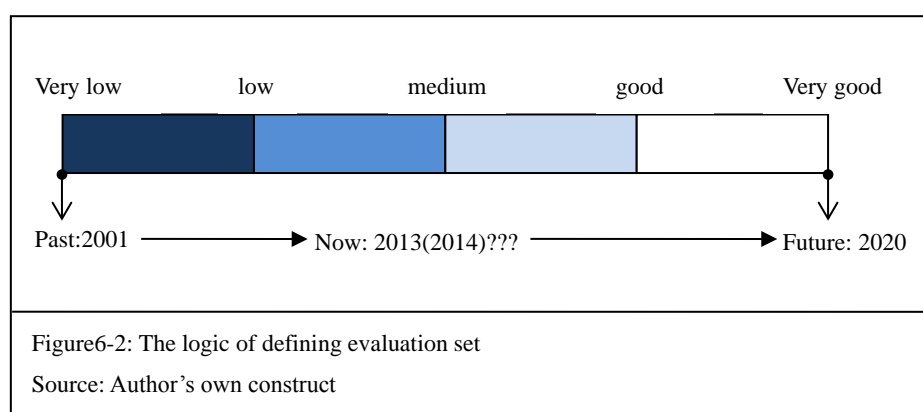 Very low low medium good Very good
Past:2001 Now: 2013(2014)??? Future: 2020
Figure6-2: The logic of defining evaluation set
Source: Author’s own construct